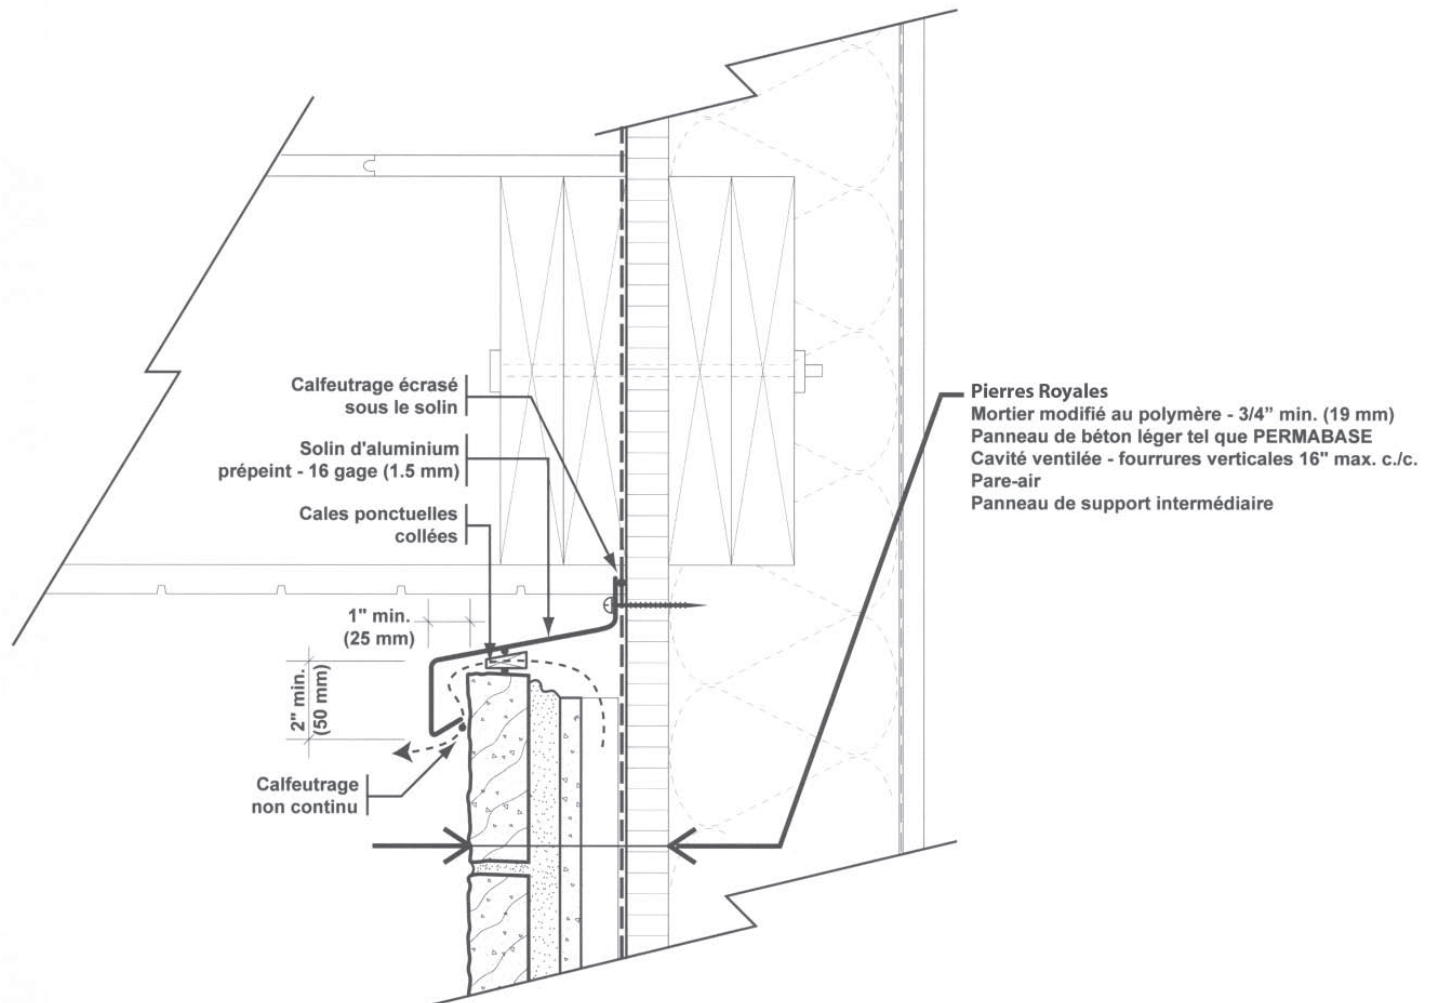 Calfeutrage écrasé
sous le solin
Solin d'aluminium
prépeint - 16 gage (1.5 mm)
Cales ponctuelles
collées
1" min.
(25 mm)
2" min.
(50 mm)
Calfeutrage
non continu
Pierres Royales
Mortier modifié au polymère - 3/4” min. (19 mm)
Panneau de béton léger tel que PERMABASE
Cavité ventilée - fourrures verticales 16" max. c./c.
Pare-air
Panneau de support intermédiaire